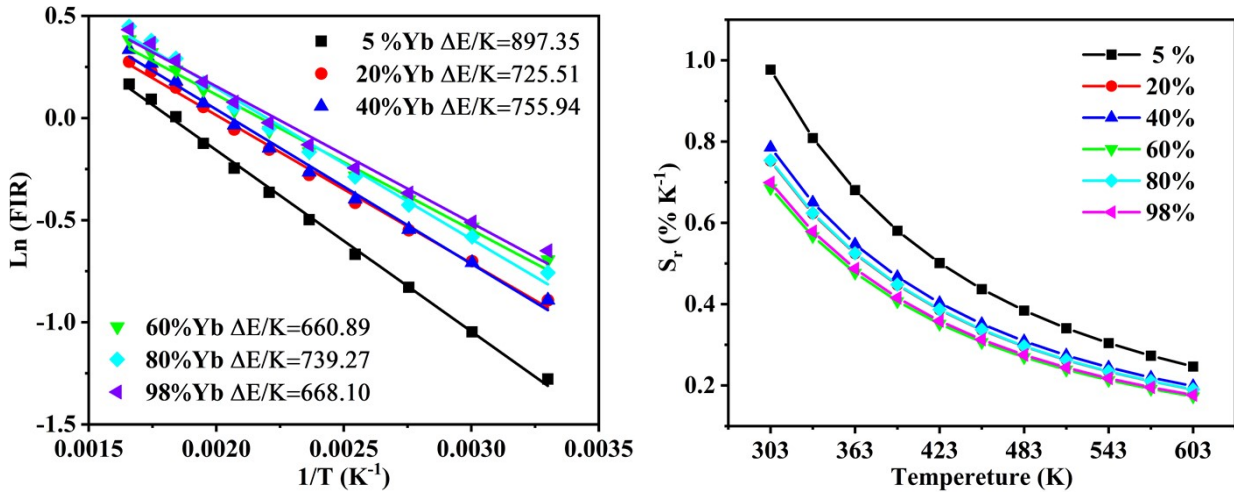 0.5
0.0
-0.5
-1.0
-1.5
Ln (FIR)
5 %Yb ΔE/K=897.35
20%Yb ΔE/K=725.51
40%Yb ΔE/K=755.94
60%Yb ΔE/K=660.89
80%Yb ΔE/K=739.27
98%Yb ΔE/K=668.10
0.0015 0.0020 0.0025 0.0030 0.0035
1/T (K⁻¹)
1.0
0.8
0.6
0.4
0.2
Sᵣ (% K⁻¹)
5 %
20%
40%
60%
80%
98%
303 363 423 483 543 603
Tempereture (K)